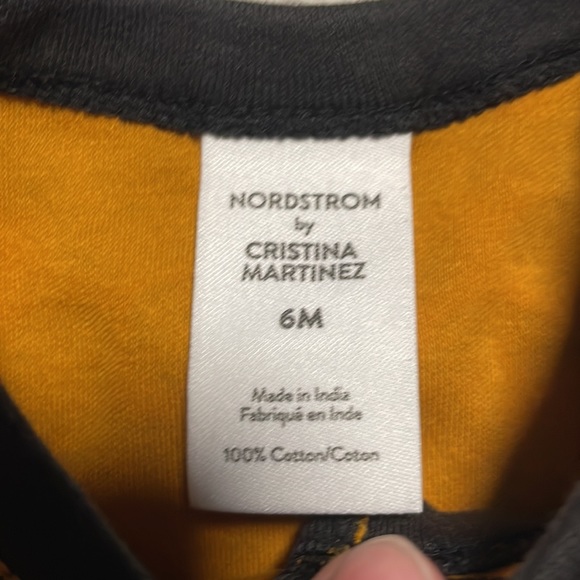 NORDSTROM
by
CRISTINA
MARTINEZ
6M
Made in India
Fabriqué en Inde
100% Cotton/Coton